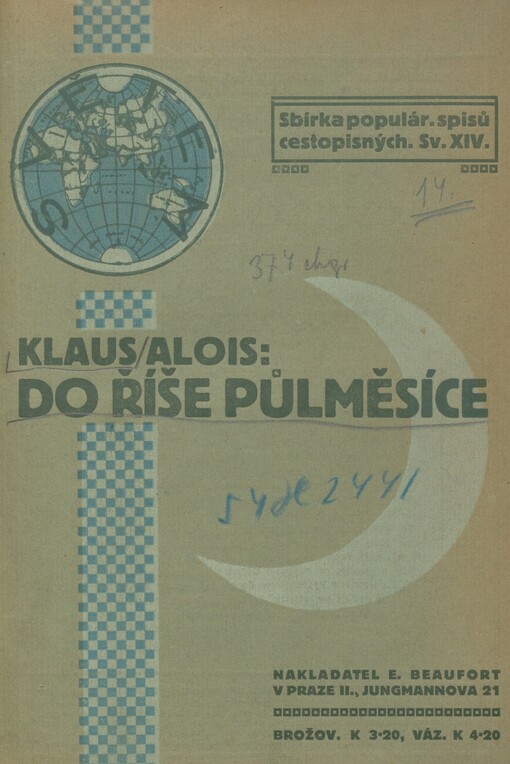 SVĚTEM
Sbírka populár. spisů
cestopisných. Sv. XIV.
14.
KLAUS ALOIS:
DO ŘÍŠE PŮLMĚSÍCE
NAKLADATEL E. BEAUFORT
V PRAZE II., JUNGMANNOVA 21
BROŽOV. K 3·20, VÁZ. K 4·20